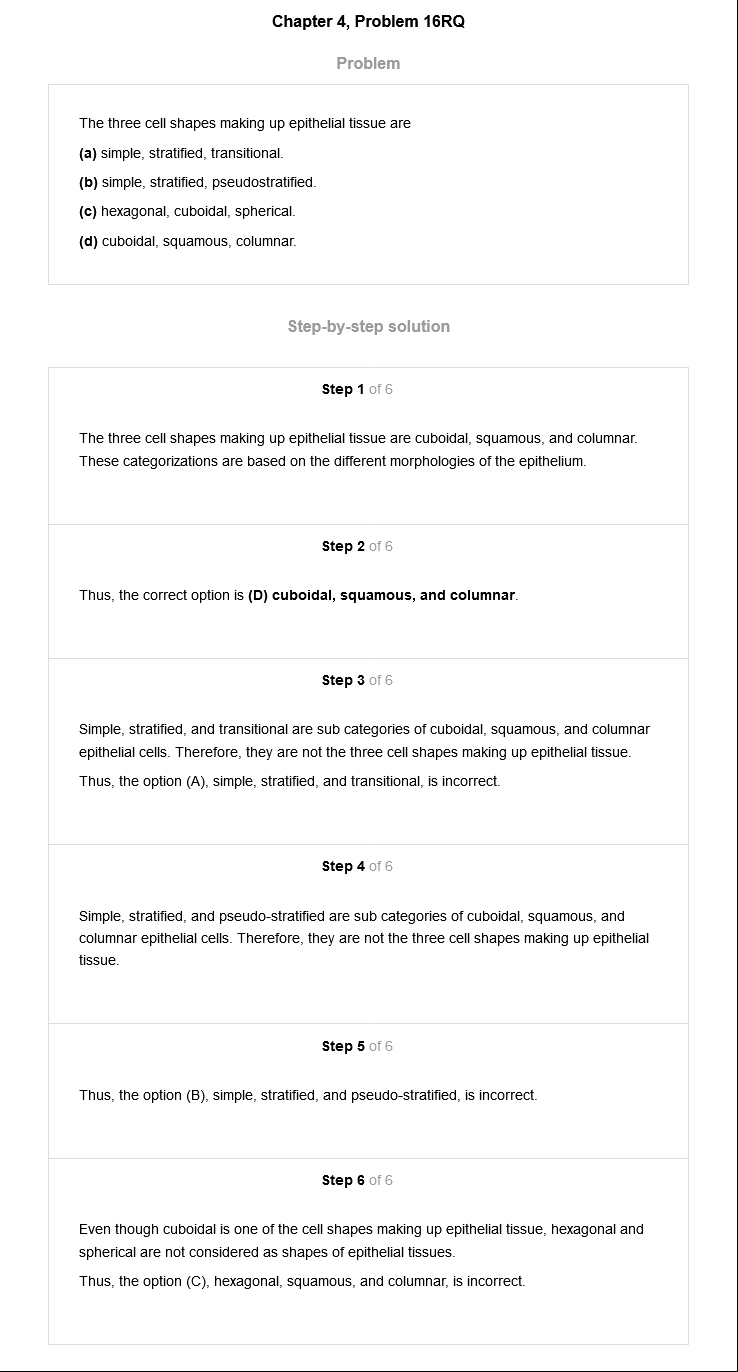 Chapter 4, Problem 16RQ
Problem
The three cell shapes making up epithelial tissue are
(a) simple, stratified, transitional.
(b) simple, stratified, pseudostratified.
(c) hexagonal, cuboidal, spherical.
(d) cuboidal, squamous, columnar.
Step-by-step solution
Step 1 of 6
The three cell shapes making up epithelial tissue are cuboidal, squamous, and columnar.
These categorizations are based on the different morphologies of the epithelium.
Step 2 of 6
Thus, the correct option is (D) cuboidal, squamous, and columnar.
Step 3 of 6
Simple, stratified, and transitional are sub categories of cuboidal, squamous, and columnar
epithelial cells. Therefore, they are not the three cell shapes making up epithelial tissue.
Thus, the option (A), simple, stratified, and transitional, is incorrect.
Step 4 of 6
Simple, stratified, and pseudo-stratified are sub categories of cuboidal, squamous, and
columnar epithelial cells. Therefore, they are not the three cell shapes making up epithelial
tissue.
Step 5 of 6
Thus, the option (B), simple, stratified, and pseudo-stratified, is incorrect.
Step 6 of 6
Even though cuboidal is one of the cell shapes making up epithelial tissue, hexagonal and
spherical are not considered as shapes of epithelial tissues.
Thus, the option (C), hexagonal, squamous, and columnar, is incorrect.